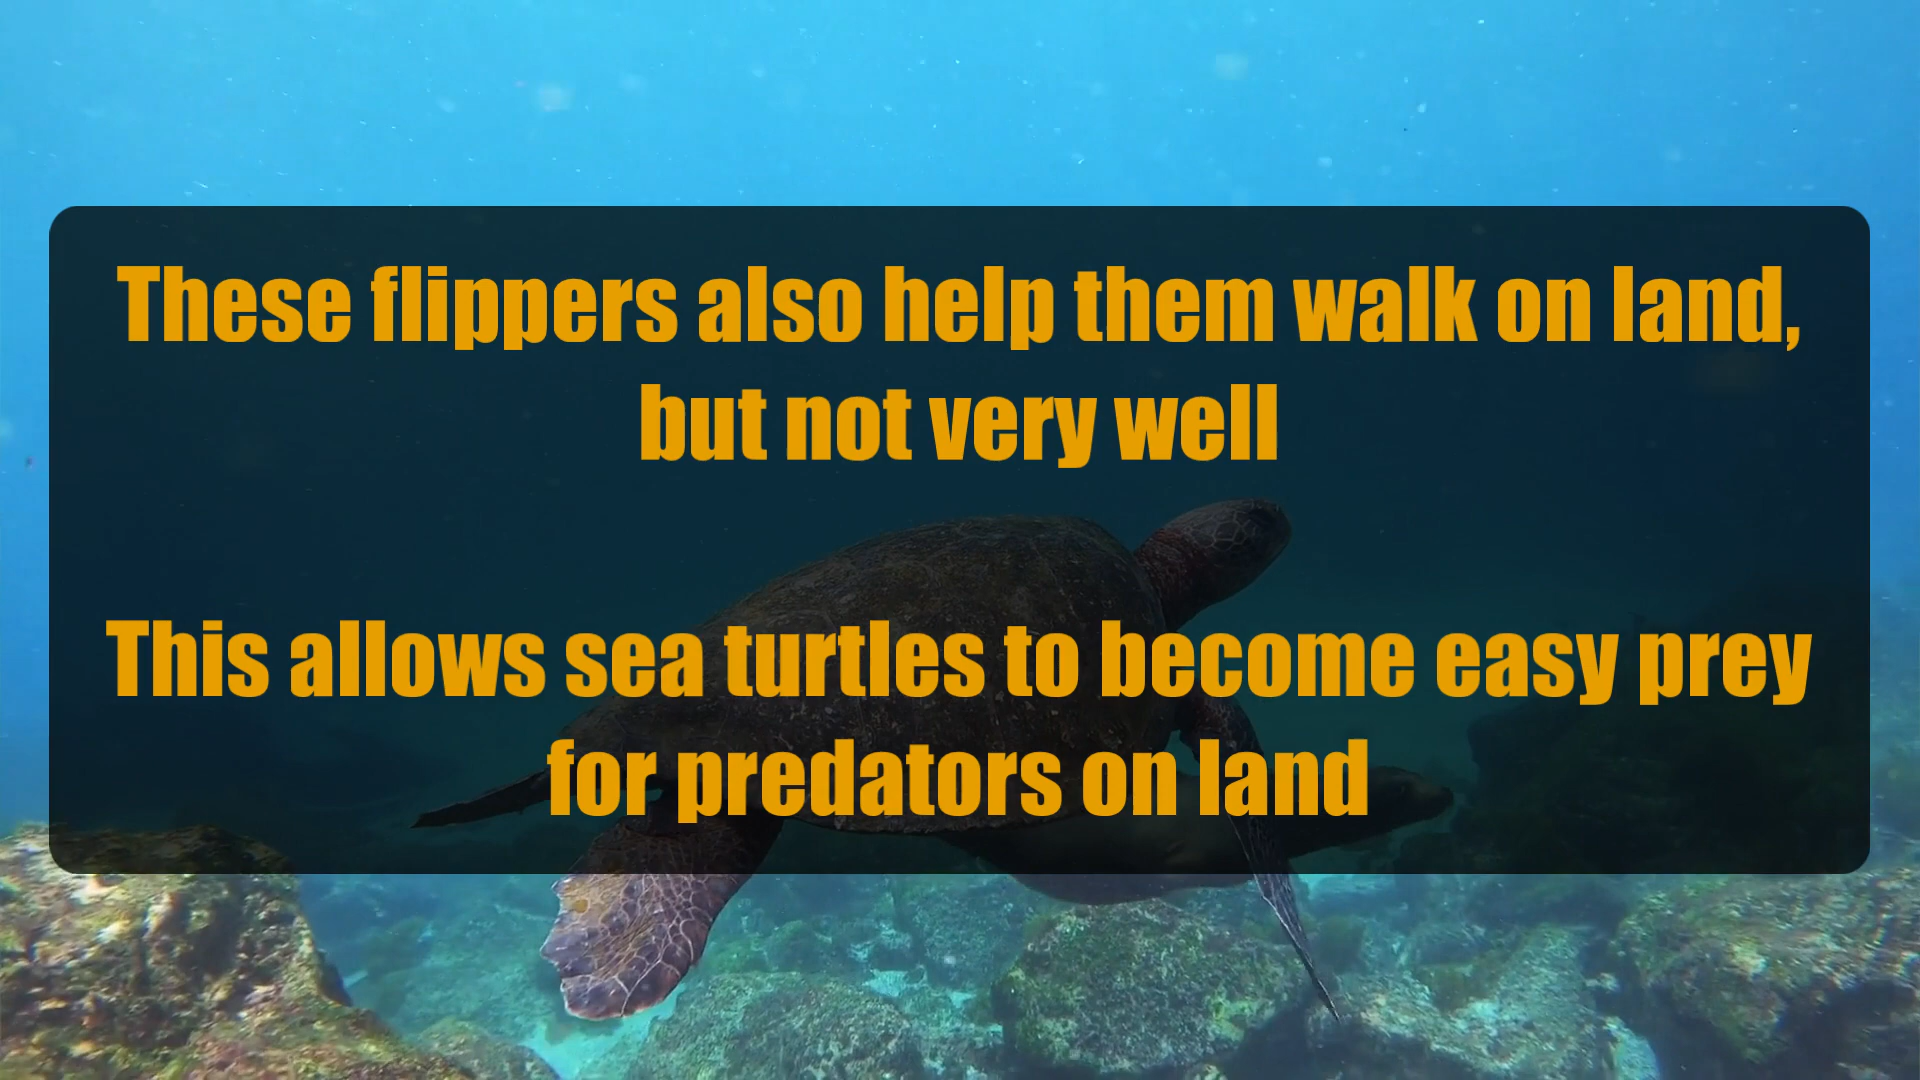 These flippers also help them walk on land,
but not very well
This allows sea turtles to become easy prey
for predators on land